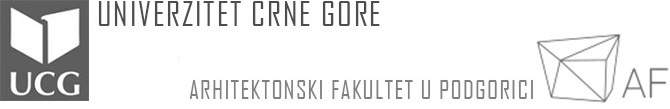 UNIVERZITET CRNE GORE
UCG
ARHITEKTONSKI FAKULTET U PODGORICI
AF